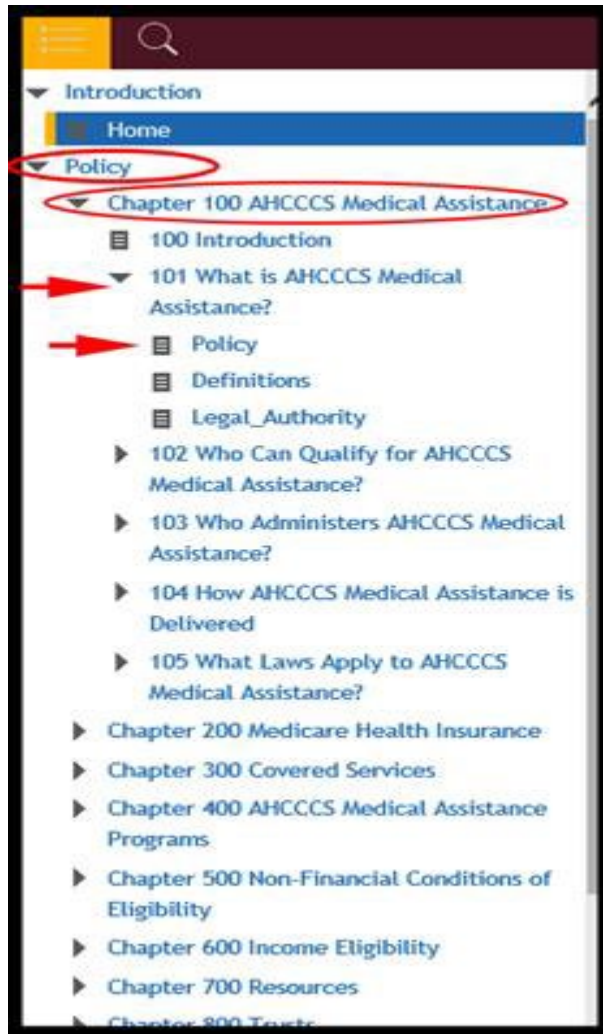 Introduction
Home
Policy
Chapter 100 AHCCCS Medical Assistance
100 Introduction
101 What is AHCCCS Medical
Assistance?
Policy
Definitions
Legal_Authority
102 Who Can Qualify for AHCCCS
Medical Assistance?
103 Who Administers AHCCCS Medical
Assistance?
104 How AHCCCS Medical Assistance is
Delivered
105 What Laws Apply to AHCCCS
Medical Assistance?
Chapter 200 Medicare Health Insurance
Chapter 300 Covered Services
Chapter 400 AHCCCS Medical Assistance
Programs
Chapter 500 Non-Financial Conditions of
Eligibility
Chapter 600 Income Eligibility
Chapter 700 Resources
Chapter 800 Trusts